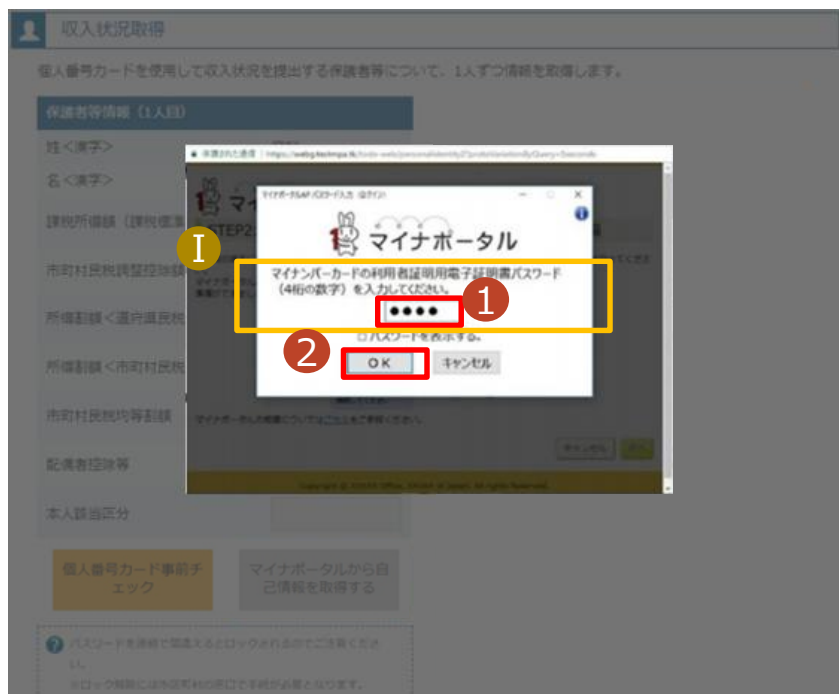 収入状況取得
個人番号カードを使用して収入状況を提出する保護者等について、1人ずつ情報を取得します。
保護者等情報（1人目）
姓＜漢字＞
名＜漢字＞
課税所得額（課税標準
市町村民税調整控除額
所得割額＜道府県民税
所得割額＜市町村民税
市町村民税均等割額
配偶者控除等
本人該当区分
マイナポータル
I
マイナンバーカードの利用者証明用電子証明書パスワード
（4桁の数字）を入力してください。
●●●● 1
パスワードを表示する。
2 OK キャンセル
個人番号カード事前チ
ェック
マイナポータルから自
己情報を取得する
パスワードを連続で間違えるとロックされるのでご注意くださ
い。
※ロック解除には市区町村の窓口で手続が必要となります。